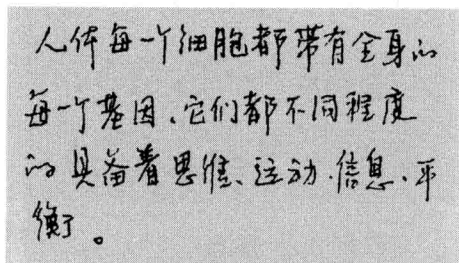 人体每一个细胞都带有全身的
每一个基因、它们都不同程度
的具备着思维、运动、信息、平
衡。